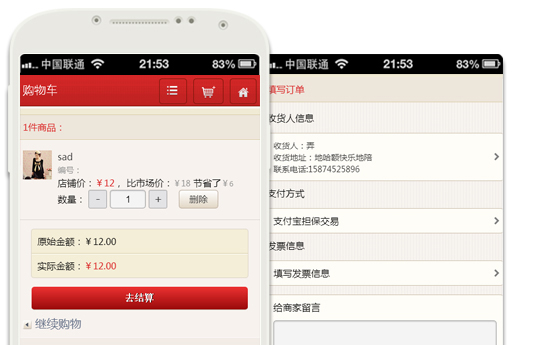 中国联通 21:53 83%
购物车
1件商品：
sad
编号：
店铺价：¥12， 比市场价：¥18 节省了¥6
数量： - 1 + 删除
原始金额：¥12.00
实际金额：¥12.00
去结算
继续购物
中国联通 21:53 83%
填写订单
收货人信息
收货人：弄
收货地址：地哈额快乐地陪
联系电话:15874525896
支付方式
支付宝担保交易
发票信息
填写发票信息
给商家留言